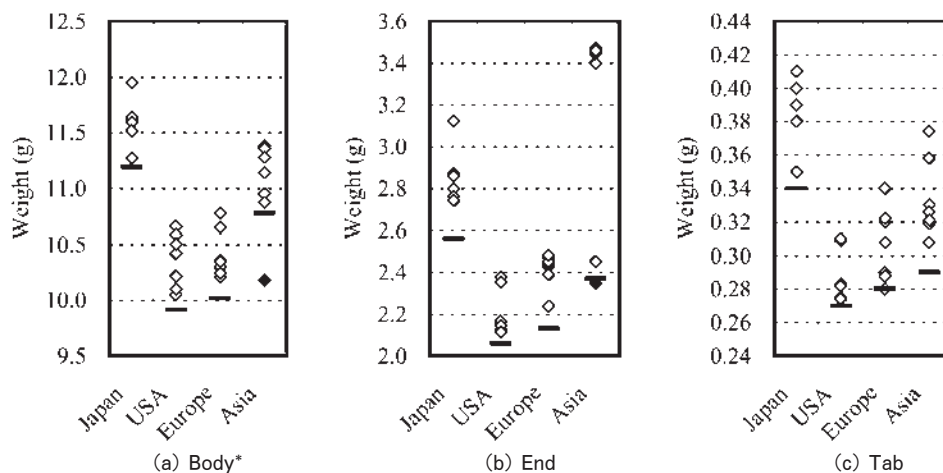 12.5
12.0
11.5
11.0
10.5
10.0
9.5
Weight (g)
Japan
USA
Europe
Asia
(a) Body*
3.6
3.4
3.2
3.0
2.8
2.6
2.4
2.2
2.0
Weight (g)
Japan
USA
Europe
Asia
(b) End
0.44
0.42
0.40
0.38
0.36
0.34
0.32
0.30
0.28
0.26
0.24
Weight (g)
Japan
USA
Europe
Asia
(c) Tab